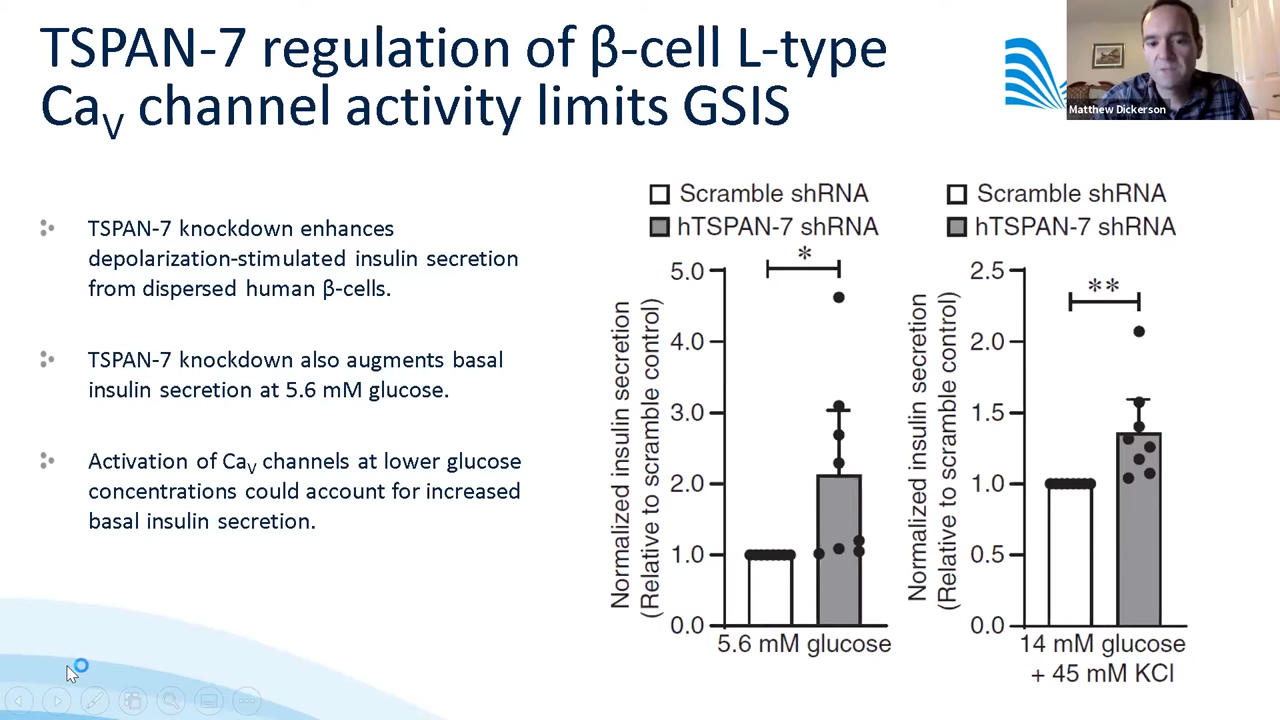 TSPAN-7 regulation of β-cell L-type
CaV channel activity limits GSIS
Matthew Dickerson
TSPAN-7 knockdown enhances
depolarization-stimulated insulin secretion
from dispersed human β-cells.
TSPAN-7 knockdown also augments basal
insulin secretion at 5.6 mM glucose.
Activation of CaV channels at lower glucose
concentrations could account for increased
basal insulin secretion.
Scramble shRNA
hTSPAN-7 shRNA
*
Normalized insulin secretion
(Relative to scramble control)
5.0
4.0
3.0
2.0
1.0
0.0
5.6 mM glucose
Scramble shRNA
hTSPAN-7 shRNA
**
Normalized insulin secretion
(Relative to scramble control)
2.5
2.0
1.5
1.0
0.5
0.0
14 mM glucose
+ 45 mM KCl